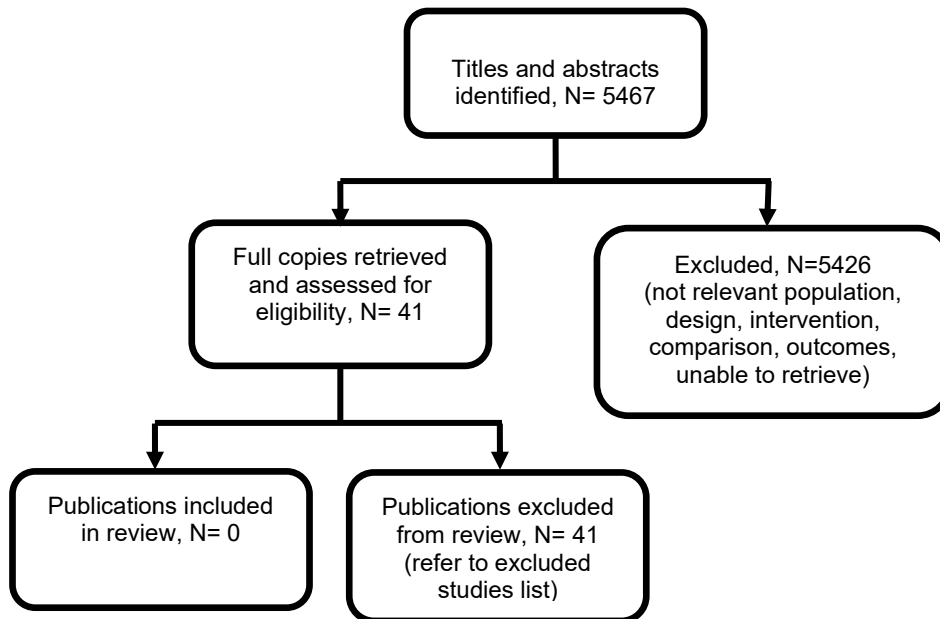 Titles and abstracts
identified, N= 5467
Full copies retrieved
and assessed for
eligibility, N= 41
Excluded, N=5426
(not relevant population,
design, intervention,
comparison, outcomes,
unable to retrieve)
Publications included
in review, N= 0
Publications excluded
from review, N= 41
(refer to excluded
studies list)